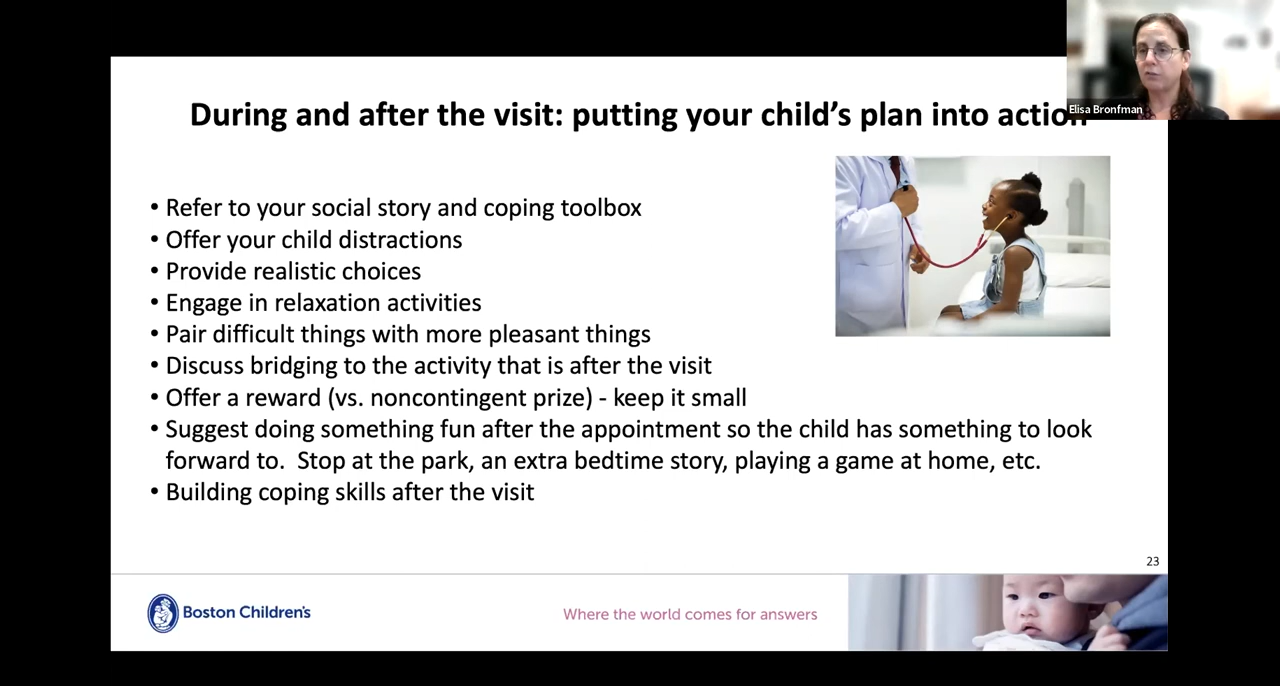 Elisa Bronfman
During and after the visit: putting your child’s plan into action
• Refer to your social story and coping toolbox
• Offer your child distractions
• Provide realistic choices
• Engage in relaxation activities
• Pair difficult things with more pleasant things
• Discuss bridging to the activity that is after the visit
• Offer a reward (vs. noncontingent prize) - keep it small
• Suggest doing something fun after the appointment so the child has something to look
forward to.  Stop at the park, an extra bedtime story, playing a game at home, etc.
• Building coping skills after the visit
23
Boston Children's
Where the world comes for answers